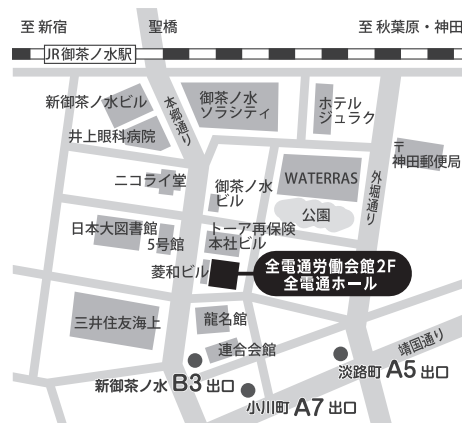 至 新宿
聖橋
至 秋葉原・神田
JR御茶ノ水駅
新御茶ノ水ビル
本郷通り
御茶ノ水
ソラシティ
ホテル
ジュラク
井上眼科病院
〒
神田郵便局
ニコライ堂
御茶ノ水
ビル
WATERRAS
外堀通り
公園
日本大図書館
5号館
トーア再保険
本社ビル
菱和ビル
全電通労働会館2F
全電通ホール
三井住友海上
龍名館
連合会館
靖国通り
新御茶ノ水 B3 出口
淡路町 A5 出口
小川町 A7 出口